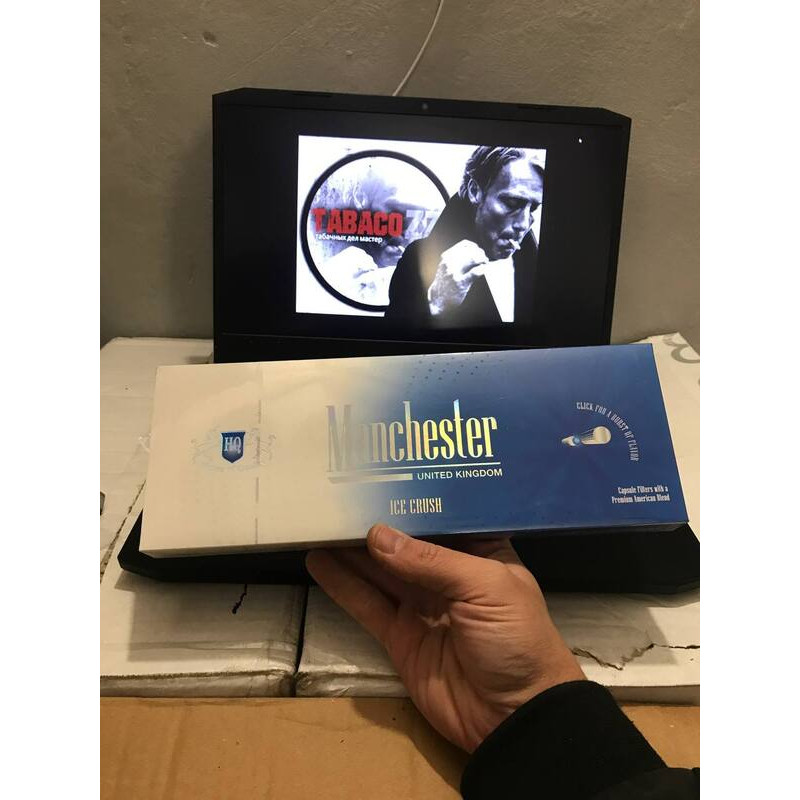 TABACO
табачных дел мастер
HQ
Manchester
UNITED KINGDOM
ICE CRUSH
CLICK FOR A BURST OF FLAVOR
Capsule Filters with a
Premium American Blend